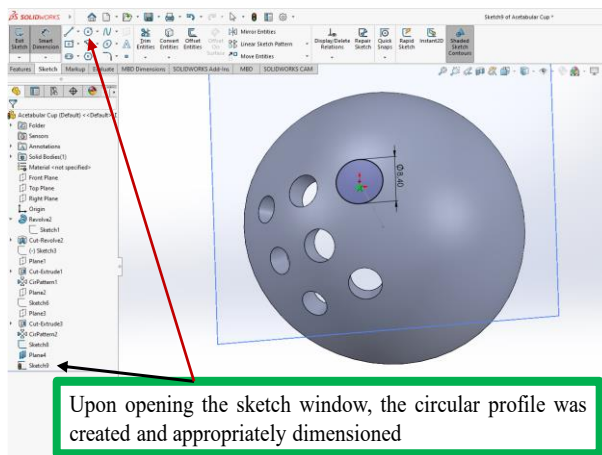 SOLIDWORKS
Sketch9 of Acetabular Cup *
Exit Sketch
Smart Dimension
Trim Entities
Convert Entities
Offset Entities
Offset On Surface
Mirror Entities
Linear Sketch Pattern
Move Entities
Display/Delete Relations
Repair Sketch
Quick Snaps
Rapid Sketch
Instant2D
Shaded Sketch Contours
Features Sketch Markup Evaluate MBD Dimensions SOLIDWORKS Add-Ins MBD SOLIDWORKS CAM
Acetabular Cup (Default) <<Default>
Folder
Sensors
Annotations
Solid Bodies(1)
Material <not specified>
Front Plane
Top Plane
Right Plane
Origin
Revolve2
Sketch1
Cut-Revolve2
(-) Sketch3
Plane1
Cut-Extrude1
CirPattern1
Plane2
Sketch6
Plane3
Cut-Extrude3
CirPattern2
Sketch8
Plane4
Sketch9
Ø8.40
Upon opening the sketch window, the circular profile was
created and appropriately dimensioned